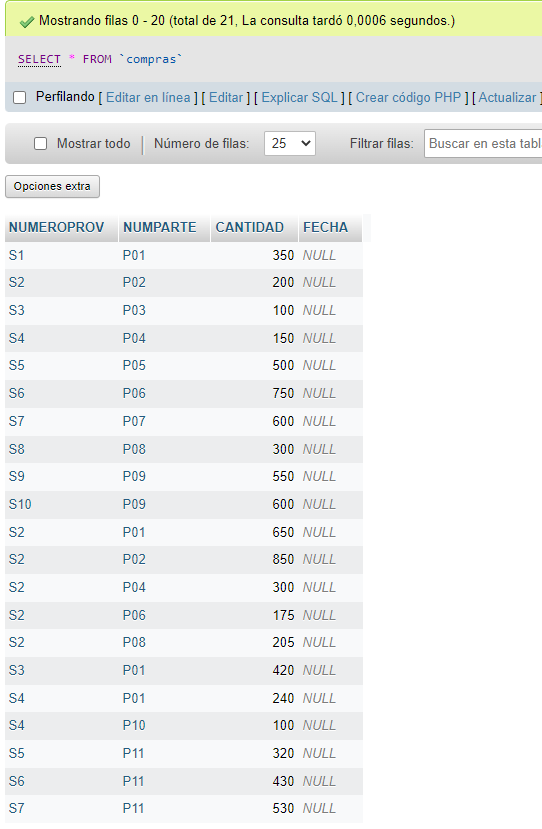 Mostrando filas 0 - 20 (total de 21, La consulta tardó 0,0006 segundos.)
SELECT * FROM `compras`
Perfilando [ Editar en línea ] [ Editar ] [ Explicar SQL ] [ Crear código PHP ] [ Actualizar ]
Mostrar todo | Número de filas: 25 Filtrar filas: Buscar en esta tabl
Opciones extra
NUMEROPROV NUMPARTE CANTIDAD FECHA
S1 P01 350 NULL
S2 P02 200 NULL
S3 P03 100 NULL
S4 P04 150 NULL
S5 P05 500 NULL
S6 P06 750 NULL
S7 P07 600 NULL
S8 P08 300 NULL
S9 P09 550 NULL
S10 P09 600 NULL
S2 P01 650 NULL
S2 P02 850 NULL
S2 P04 300 NULL
S2 P06 175 NULL
S2 P08 205 NULL
S3 P01 420 NULL
S4 P01 240 NULL
S4 P10 100 NULL
S5 P11 320 NULL
S6 P11 430 NULL
S7 P11 530 NULL